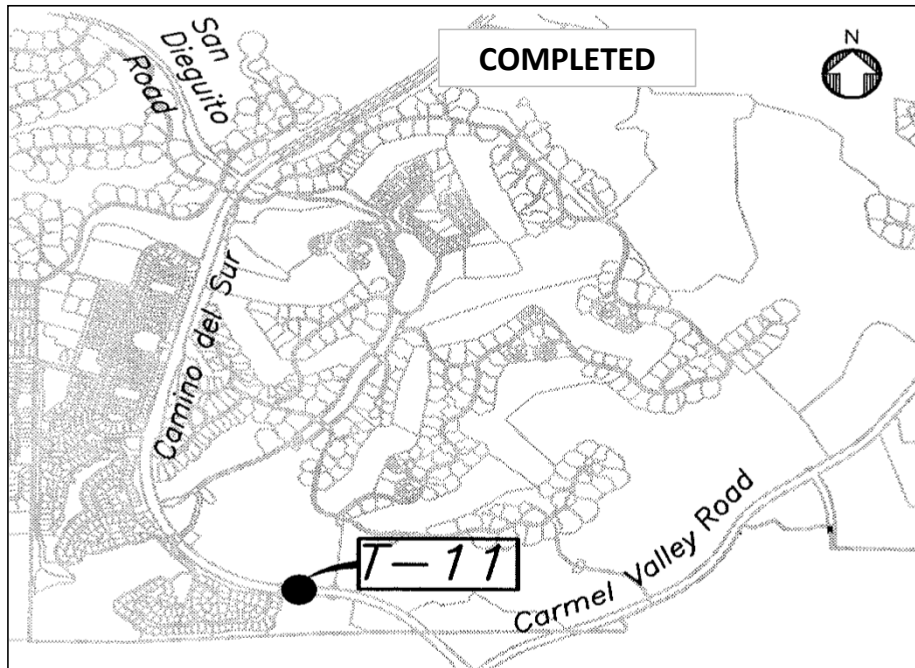 San
Dieguito
Road
COMPLETED
N
Camino del Sur
T-11
Carmel Valley Road